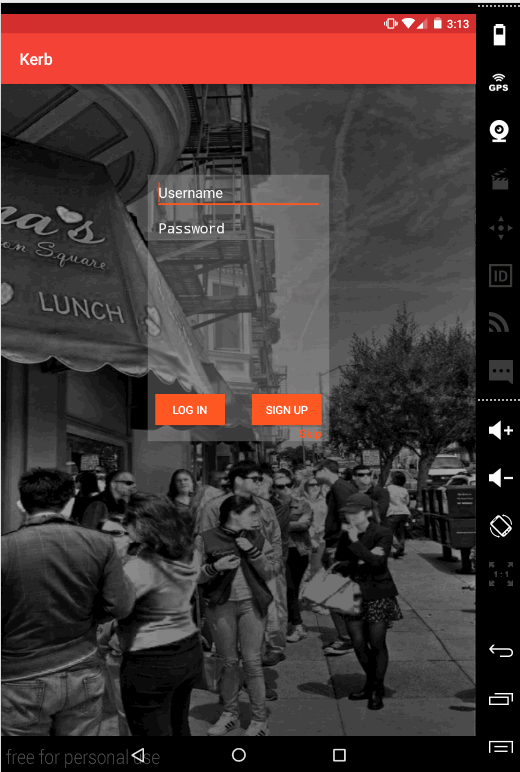 3:13
Kerb
GPS
Username
Password
ID
na's
on Square
LUNCH
LOG IN
SIGN UP
Skip
1:1
free for personal use